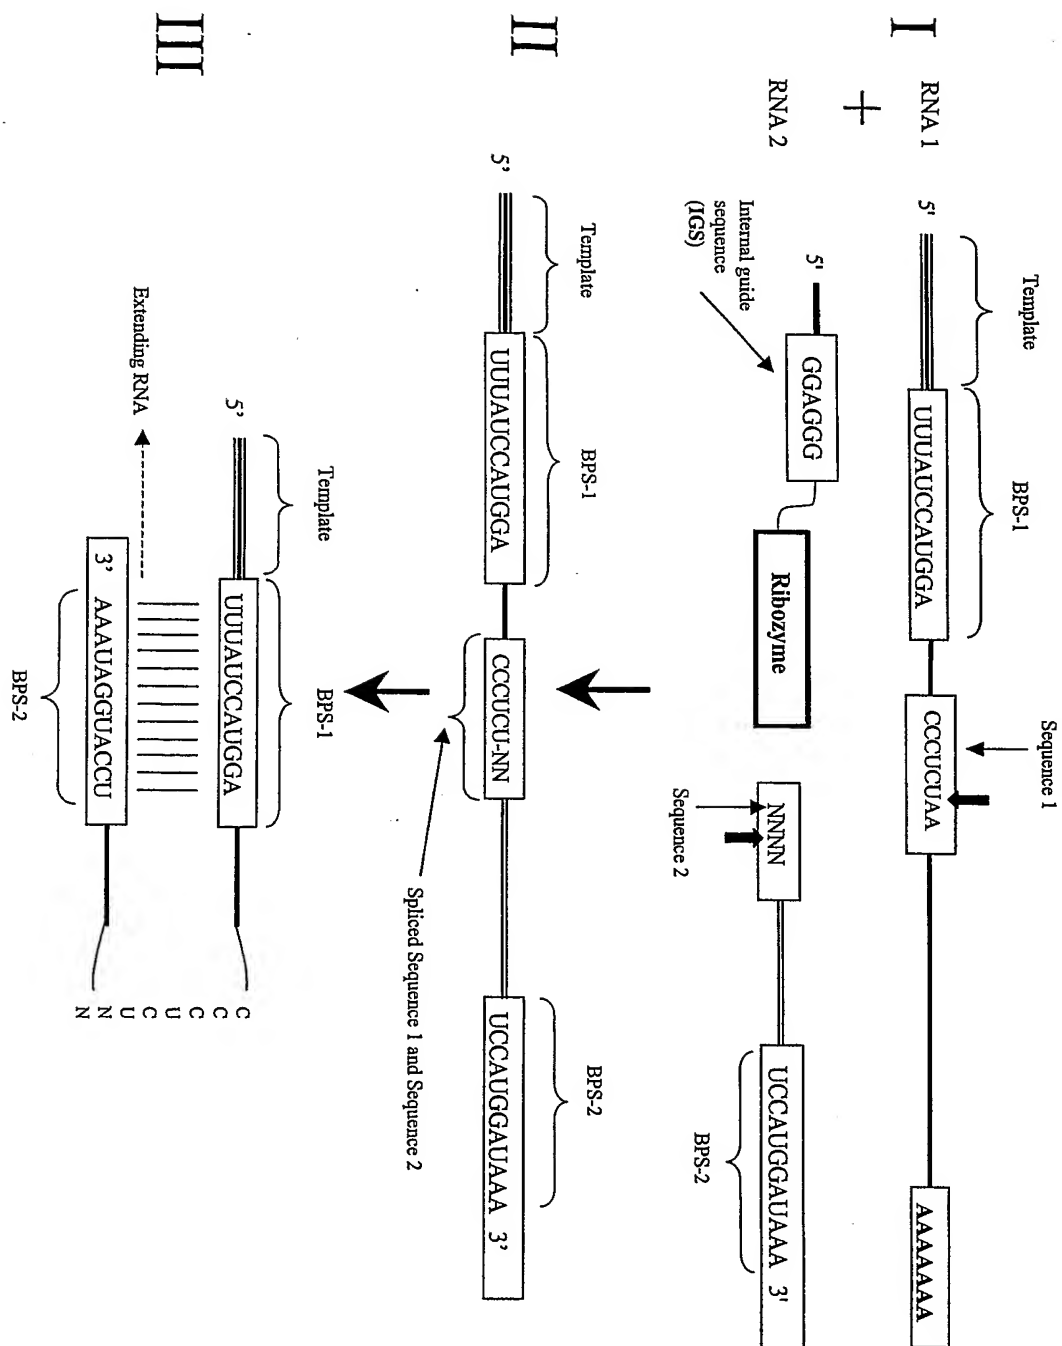 I
RNA 1
+
RNA 2
5'
Template
BPS-1
UUUAUCCAUGGA
Sequence 1
CCCUCUAA
AAAAAAA
Internal guide
sequence
(IGS)
5'
GGAGGG
Ribozyme
NNNN
Sequence 2
UCCAUGGAUAAA 3'
BPS-2
II
5'
Template
BPS-1
UUUAUCCAUGGA
CCCUCU-NN
Spliced Sequence 1 and Sequence 2
BPS-2
UCCAUGGAUAAA 3'
III
5'
Template
BPS-1
UUUAUCCAUGGA
Extending RNA
3' AAAUAGGUACCU
BPS-2
C
C
C
U
C
U
N
N